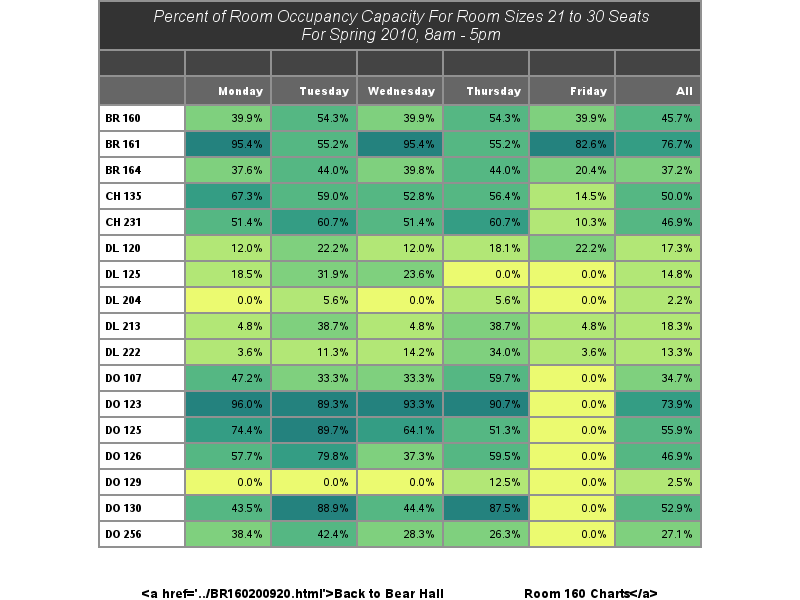 Percent of Room Occupancy Capacity For Room Sizes 21 to 30 Seats
For Spring 2010, 8am - 5pm
Monday Tuesday Wednesday Thursday Friday All
BR 160 39.9% 54.3% 39.9% 54.3% 39.9% 45.7%
BR 161 95.4% 55.2% 95.4% 55.2% 82.6% 76.7%
BR 164 37.6% 44.0% 39.8% 44.0% 20.4% 37.2%
CH 135 67.3% 59.0% 52.8% 56.4% 14.5% 50.0%
CH 231 51.4% 60.7% 51.4% 60.7% 10.3% 46.9%
DL 120 12.0% 22.2% 12.0% 18.1% 22.2% 17.3%
DL 125 18.5% 31.9% 23.6% 0.0% 0.0% 14.8%
DL 204 0.0% 5.6% 0.0% 5.6% 0.0% 2.2%
DL 213 4.8% 38.7% 4.8% 38.7% 4.8% 18.3%
DL 222 3.6% 11.3% 14.2% 34.0% 3.6% 13.3%
DO 107 47.2% 33.3% 33.3% 59.7% 0.0% 34.7%
DO 123 96.0% 89.3% 93.3% 90.7% 0.0% 73.9%
DO 125 74.4% 89.7% 64.1% 51.3% 0.0% 55.9%
DO 126 57.7% 79.8% 37.3% 59.5% 0.0% 46.9%
DO 129 0.0% 0.0% 0.0% 12.5% 0.0% 2.5%
DO 130 43.5% 88.9% 44.4% 87.5% 0.0% 52.9%
DO 256 38.4% 42.4% 28.3% 26.3% 0.0% 27.1%
<a href='../BR160200920.html'>Back to Bear Hall Room 160 Charts</a>